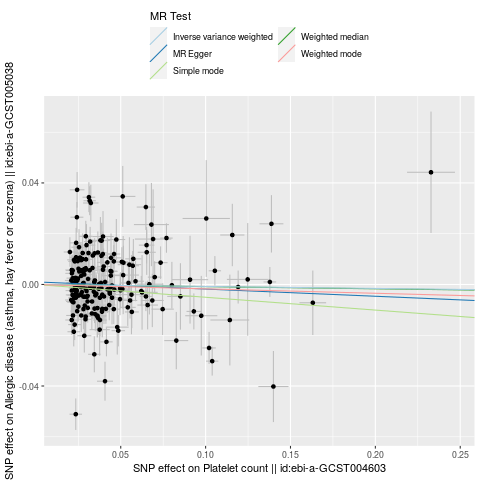 MR Test
Inverse variance weighted
Weighted median
MR Egger
Weighted mode
Simple mode
SNP effect on Allergic disease (asthma, hay fever or eczema) || id:ebi-a-GCST005038
0.04
0.00
-0.04
0.05
0.10
0.15
0.20
0.25
SNP effect on Platelet count || id:ebi-a-GCST004603